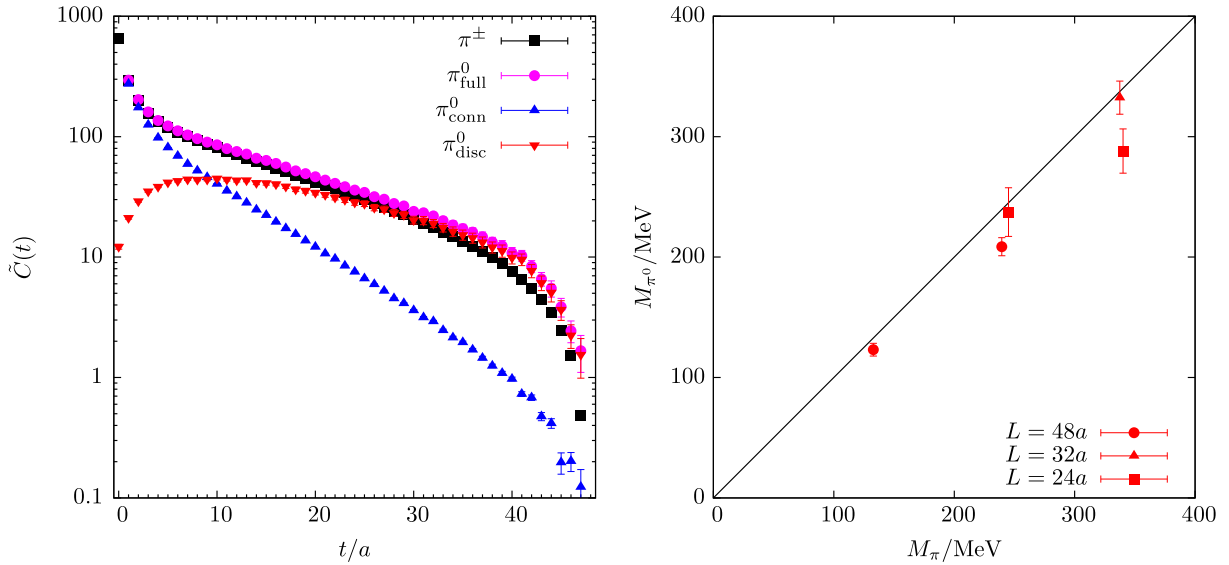 1000
100
10
1
0.1
C̃(t)
0
10
20
30
40
t/a
π±
π⁰full
π⁰conn
π⁰disc
400
300
200
100
0
Mπ⁰/MeV
0
100
200
300
400
Mπ/MeV
L = 48a
L = 32a
L = 24a